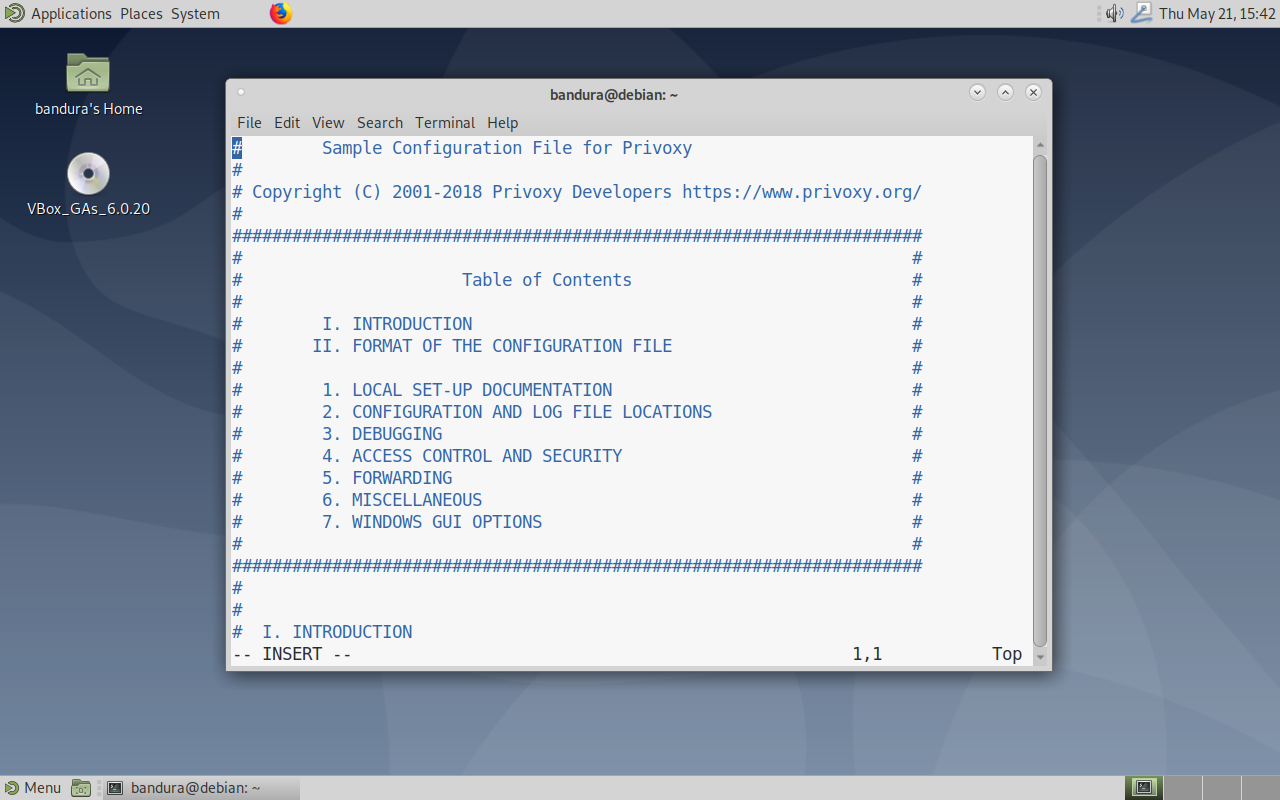 Applications Places System
Thu May 21, 15:42
bandura's Home
VBox_GAs_6.0.20
bandura@debian: ~
File Edit View Search Terminal Help
#        Sample Configuration File for Privoxy
#
# Copyright (C) 2001-2018 Privoxy Developers https://www.privoxy.org/
#
#####################################################################
#                                                                   #
#                      Table of Contents                            #
#                                                                   #
#        I. INTRODUCTION                                            #
#       II. FORMAT OF THE CONFIGURATION FILE                        #
#                                                                   #
#        1. LOCAL SET-UP DOCUMENTATION                              #
#        2. CONFIGURATION AND LOG FILE LOCATIONS                    #
#        3. DEBUGGING                                               #
#        4. ACCESS CONTROL AND SECURITY                             #
#        5. FORWARDING                                              #
#        6. MISCELLANEOUS                                           #
#        7. WINDOWS GUI OPTIONS                                     #
#                                                                   #
#####################################################################
#
#
#  I. INTRODUCTION
-- INSERT --                                                  1,1           Top
Menu
bandura@debian: ~